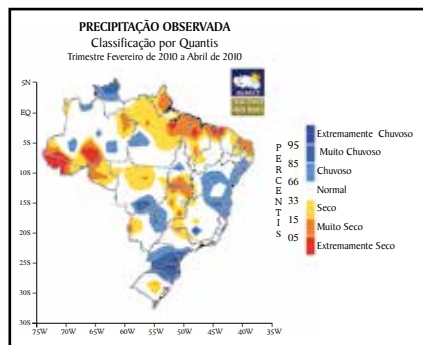 PRECIPITAÇÃO OBSERVADA
Classificação por Quantis
Trimestre Fevereiro de 2010 a Abril de 2010
5N
EQ
5S
10S
15S
20S
25S
30S
75W 70W 65W 60W 55W 50W 45W 40W 35W
PERCENTIS
95
85
66
33
15
05
Extremamente Chuvoso
Muito Chuvoso
Chuvoso
Normal
Seco
Muito Seco
Extremamente Seco